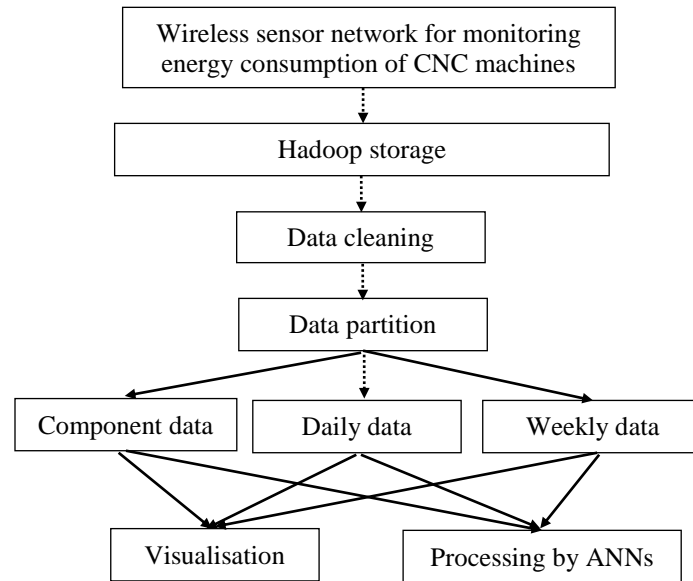 Wireless sensor network for monitoring
energy consumption of CNC machines
Hadoop storage
Data cleaning
Data partition
Component data
Daily data
Weekly data
Visualisation
Processing by ANNs